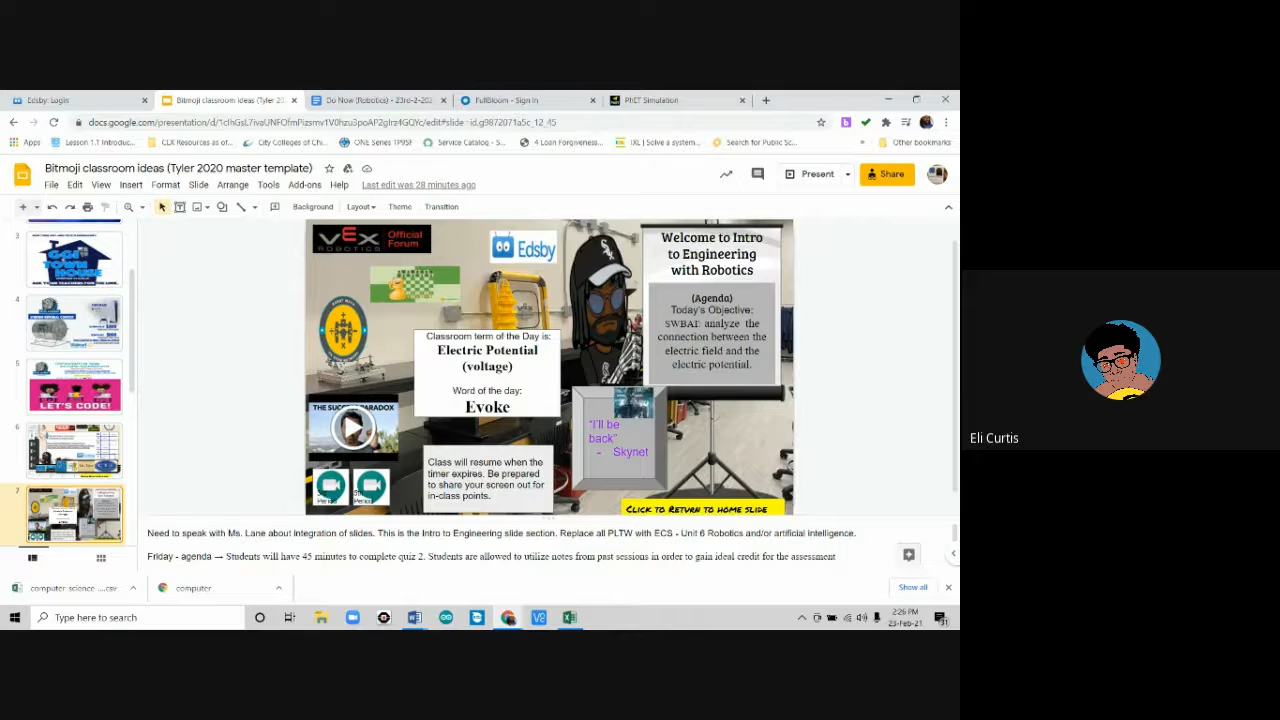 Edsby: Login
Bitmoji classroom ideas (Tyler 20
Do Now (Robotics) - 23rd-2-202
FullBloom - Sign In
PhET Simulation
docs.google.com/presentation/d/
Apps
Lesson 1.1 Introduc...
CLX Resources as of...
City Colleges of Chi...
ONE Series TP9SF
Service Catalog - S...
4 Loan Forgiveness...
IXL | Solve a system...
Search for Public Sc...
Other bookmarks
Bitmoji classroom ideas (Tyler 2020 master template)
File Edit View Insert Format Slide Arrange Tools Add-ons Help
Last edit was 28 minutes ago
Present
Share
Background Layout Theme Transition
3
TOWN
HOUSE
4
5
LET'S CODE!
6
7
VEX
ROBOTICS
Official
Forum
Edsby
Welcome to Intro
to Engineering
with Robotics
(Agenda)
Today's Objective:
SWBAT: analyze the
connection between the
electric field and the
electric potential.
Classroom term of the Day is:
Electric Potential
(voltage)
Word of the day:
Evoke
THE SUCCESS PARADOX
"I'll be
back"
- Skynet
Class will resume when the
timer expires. Be prepared
to share your screen out for
in-class points.
CLICK TO RETURN TO HOME SLIDE
Need to speak with Ms. Lane about integration of slides. This is the Intro to Engineering slide section. Replace all PLTW with ECS - Unit 6 Robotics and/or artificial intelligence.
Friday - agenda → Students will have 45 minutes to complete quiz 2. Students are allowed to utilize notes from past sessions in order to gain ideal credit for the assessment
computer science ....csv
computer
Show all
Type here to search
2:26 PM
23-Feb-21
Eli Curtis